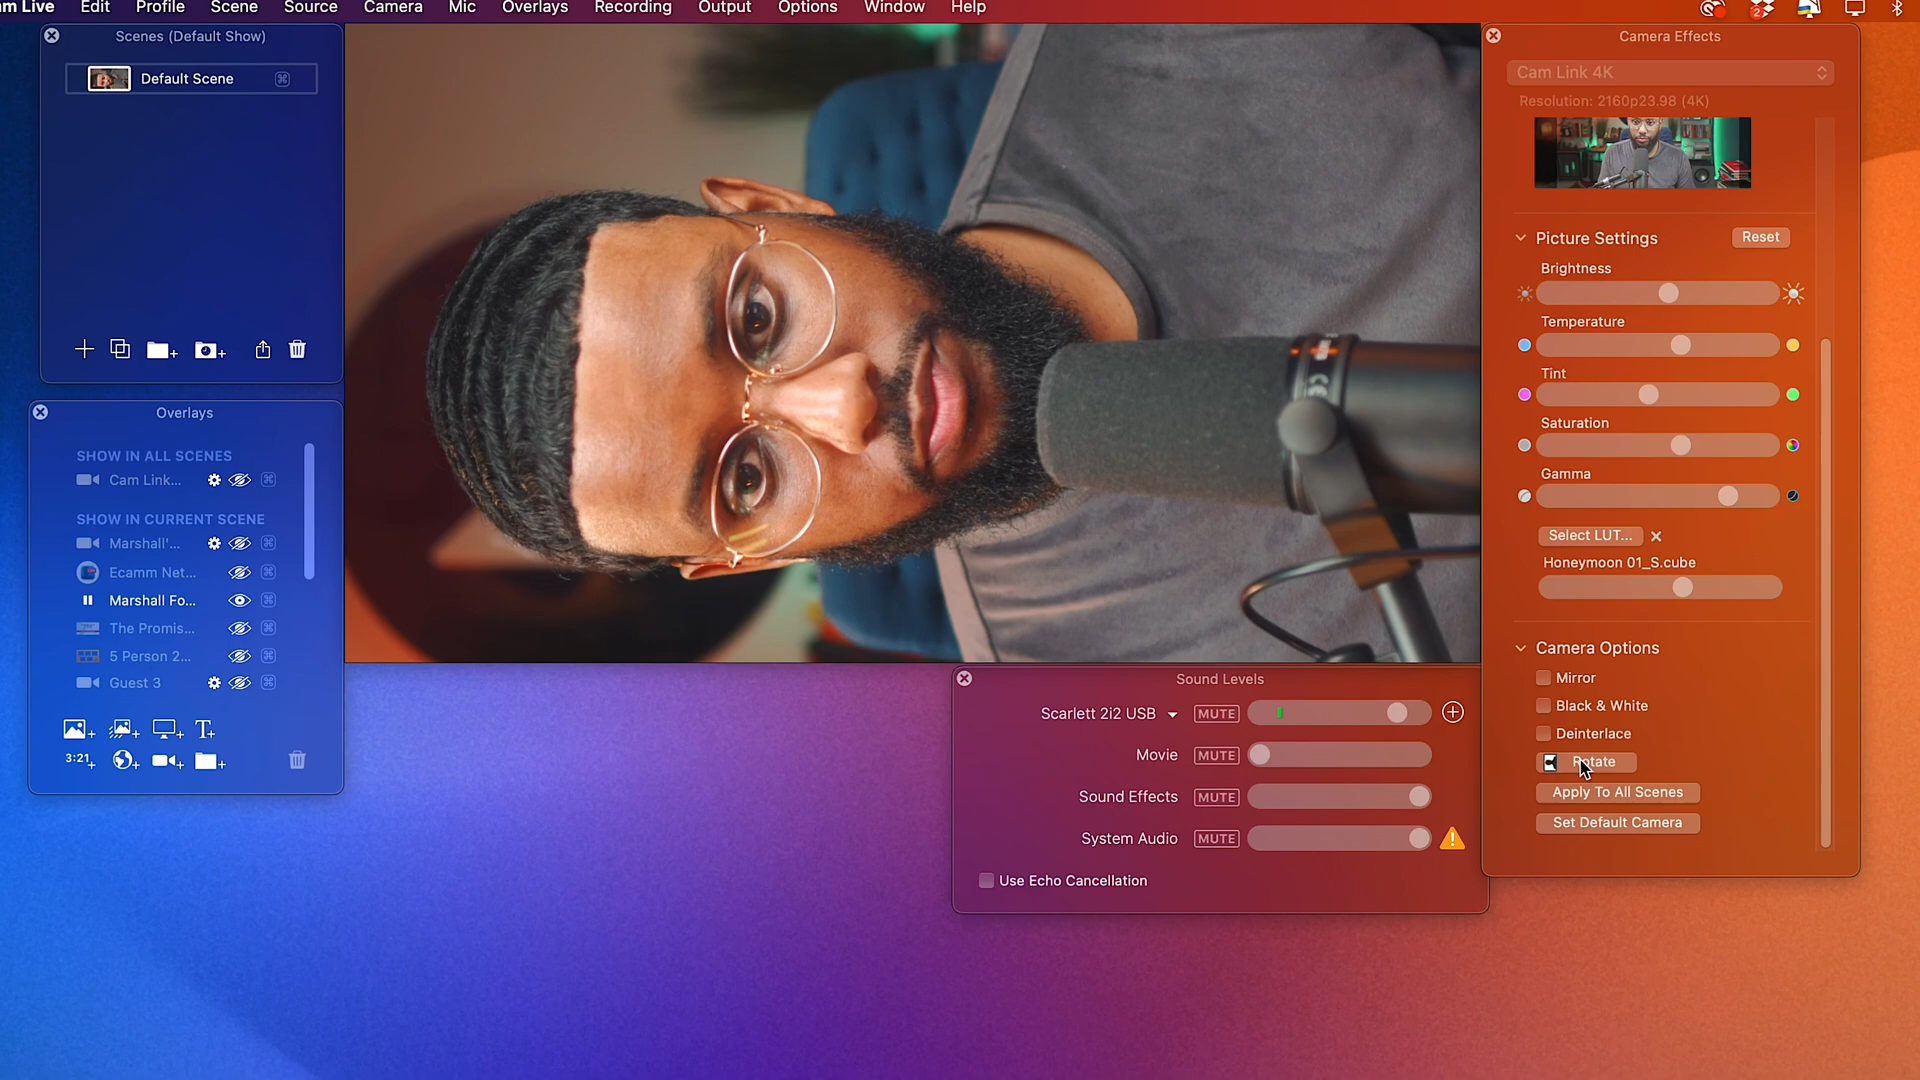 am Live Edit Profile Scene Source Camera Mic Overlays Recording Output Options Window Help
2
Scenes (Default Show)
Default Scene
Overlays
SHOW IN ALL SCENES
Cam Link...
SHOW IN CURRENT SCENE
Marshall'...
Ecamm Net...
Marshall Fo...
The Promis...
5 Person 2...
Guest 3
T+
3:21+
Sound Levels
Scarlett 2i2 USB MUTE
Movie MUTE
Sound Effects MUTE
System Audio MUTE
Use Echo Cancellation
Camera Effects
Cam Link 4K
Resolution: 2160p23.98 (4K)
Picture Settings Reset
Brightness
Temperature
Tint
Saturation
Gamma
Select LUT...
Honeymoon 01_S.cube
Camera Options
Mirror
Black & White
Deinterlace
Rotate
Apply To All Scenes
Set Default Camera
CE